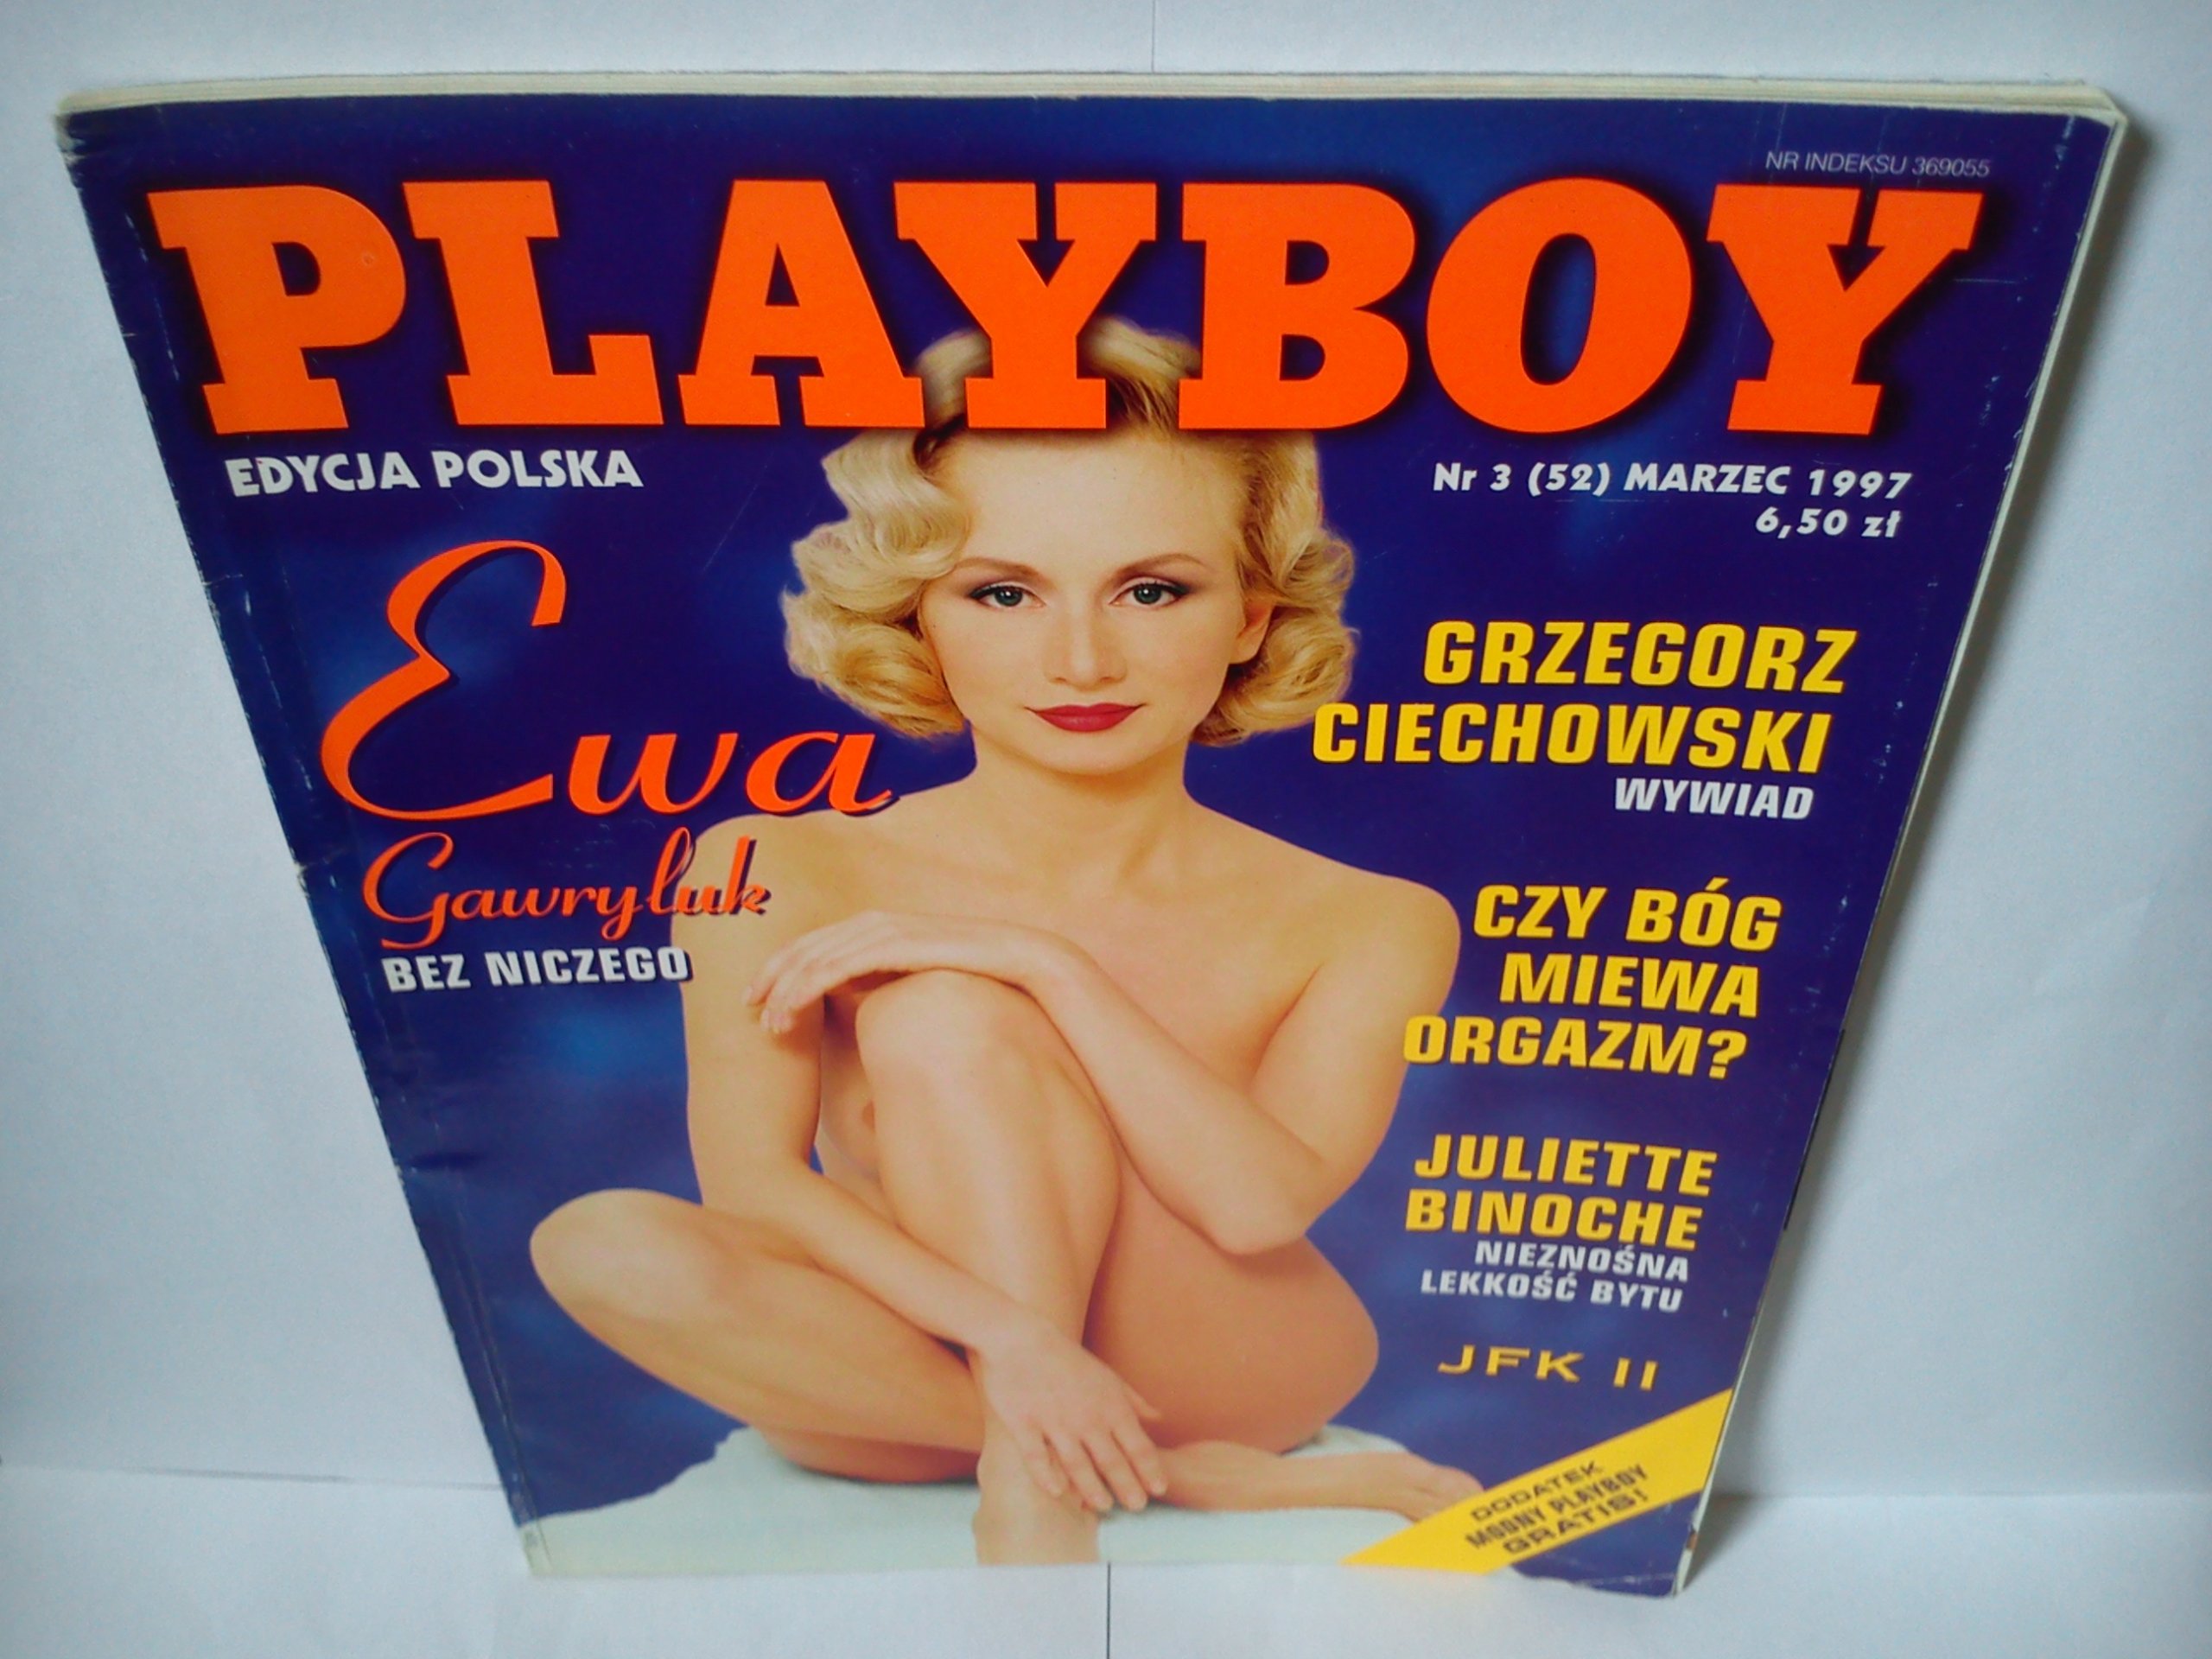 NR INDEKSU 369055
PLAYBOY
EDYCJA POLSKA
Nr 3 (52) MARZEC 1997
6,50 zł
Ewa
Gawryluk
BEZ NICZEGO
GRZEGORZ
CIECHOWSKI
WYWIAD
CZY BÓG
MIEWA
ORGAZM?
JULIETTE
BINOCHE
NIEZNOŚNA
LEKKOŚĆ BYTU
JFK II
DODATEK
MODNY PLAYBOY
GRATIS!